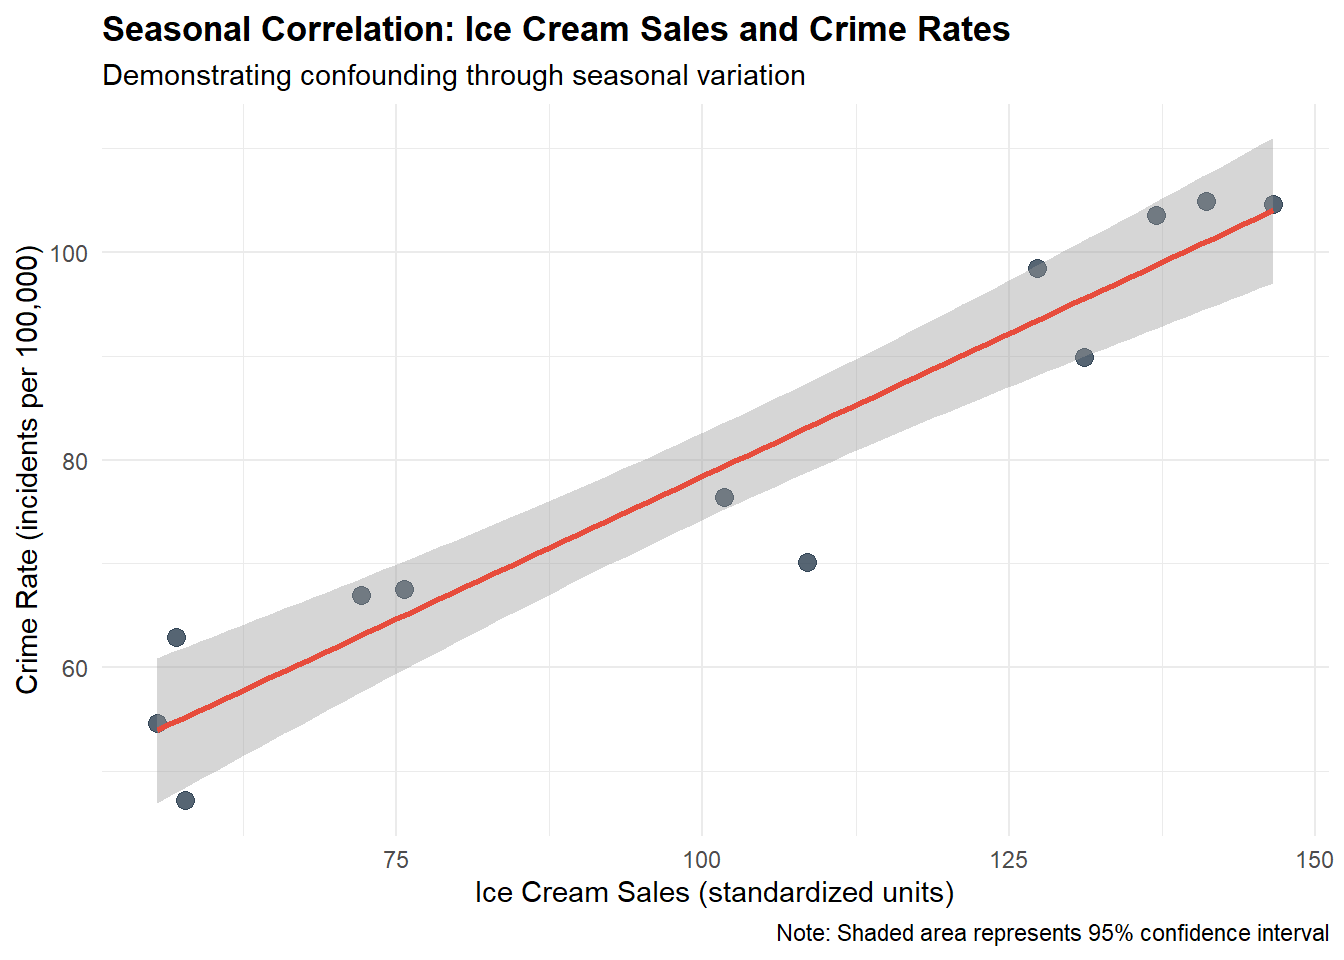 Seasonal Correlation: Ice Cream Sales and Crime Rates
Demonstrating confounding through seasonal variation
Crime Rate (incidents per 100,000)
100
80
60
75
100
125
150
Ice Cream Sales (standardized units)
Note: Shaded area represents 95% confidence interval